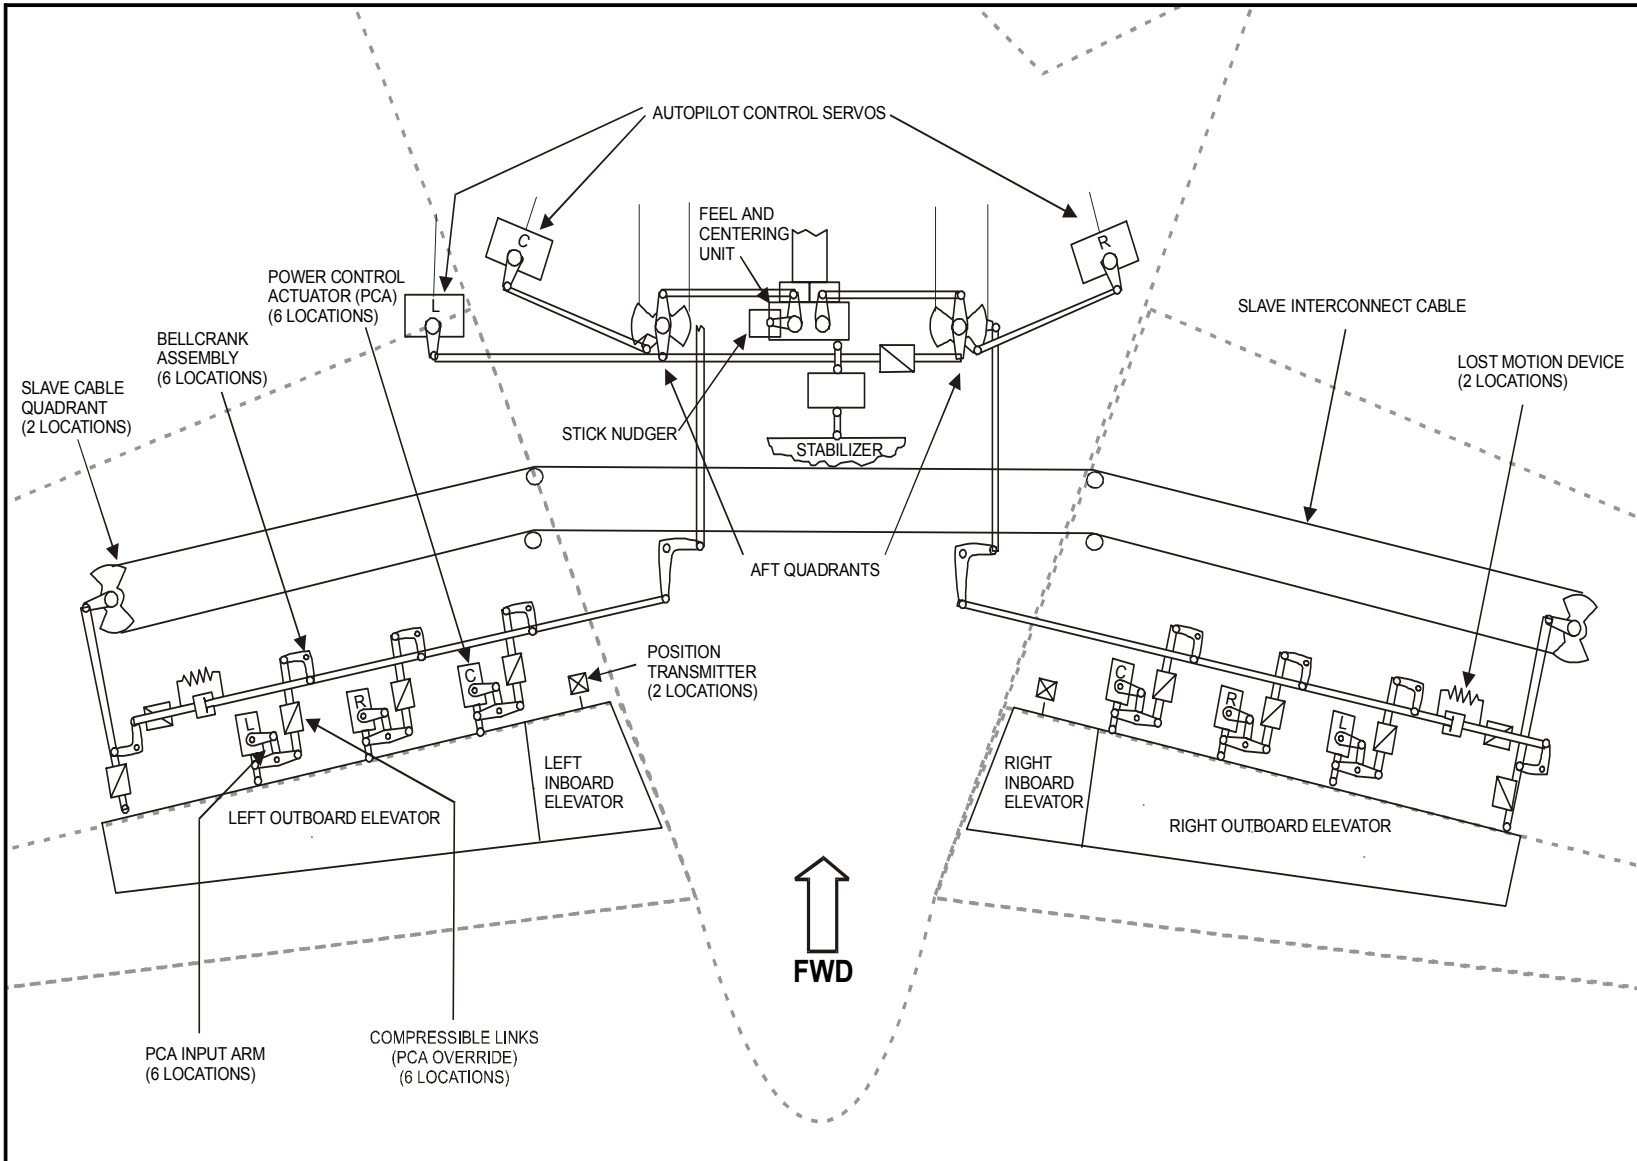 AUTOPILOT CONTROL SERVOS
FEEL AND
CENTERING
UNIT
C
R
L
POWER CONTROL
ACTUATOR (PCA)
(6 LOCATIONS)
SLAVE INTERCONNECT CABLE
BELLCRANK
ASSEMBLY
(6 LOCATIONS)
LOST MOTION DEVICE
(2 LOCATIONS)
SLAVE CABLE
QUADRANT
(2 LOCATIONS)
STICK NUDGER
STABILIZER
AFT QUADRANTS
POSITION
TRANSMITTER
(2 LOCATIONS)
L
R
C
C
R
L
LEFT
INBOARD
ELEVATOR
RIGHT
INBOARD
ELEVATOR
LEFT OUTBOARD ELEVATOR
RIGHT OUTBOARD ELEVATOR
FWD
PCA INPUT ARM
(6 LOCATIONS)
COMPRESSIBLE LINKS
(PCA OVERRIDE)
(6 LOCATIONS)